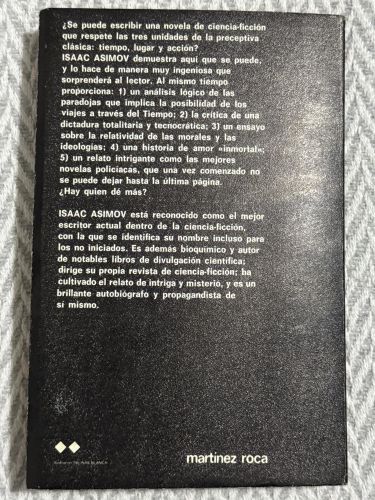 ¿Se puede escribir una novela de ciencia-ficción
que respete las tres unidades de la preceptiva
clásica: tiempo, lugar y acción?
ISAAC ASIMOV demuestra aquí que se puede,
y lo hace de manera muy ingeniosa que
sorprenderá al lector. Al mismo tiempo
proporciona: 1) un análisis lógico de las
paradojas que implica la posibilidad de los
viajes a través del Tiempo; 2) la crítica de una
dictadura totalitaria y tecnocrática; 3) un ensayo
sobre la relatividad de las morales y las
ideologías; 4) una historia de amor «inmortal»;
5) un relato intrigante como las mejores
novelas policíacas, que una vez comenzado no
se puede dejar hasta la última página.
¿Hay quien dé más?
ISAAC ASIMOV está reconocido como el mejor
escritor actual dentro de la ciencia-ficción,
con la que se identifica su nombre incluso para
los no iniciados. Es además bioquímico y autor
de notables libros de divulgación científica;
dirige su propia revista de ciencia-ficción; ha
cultivado el relato de intriga y misterio, y es un
brillante autobiógrafo y propagandista de
sí mismo.
martínez roca